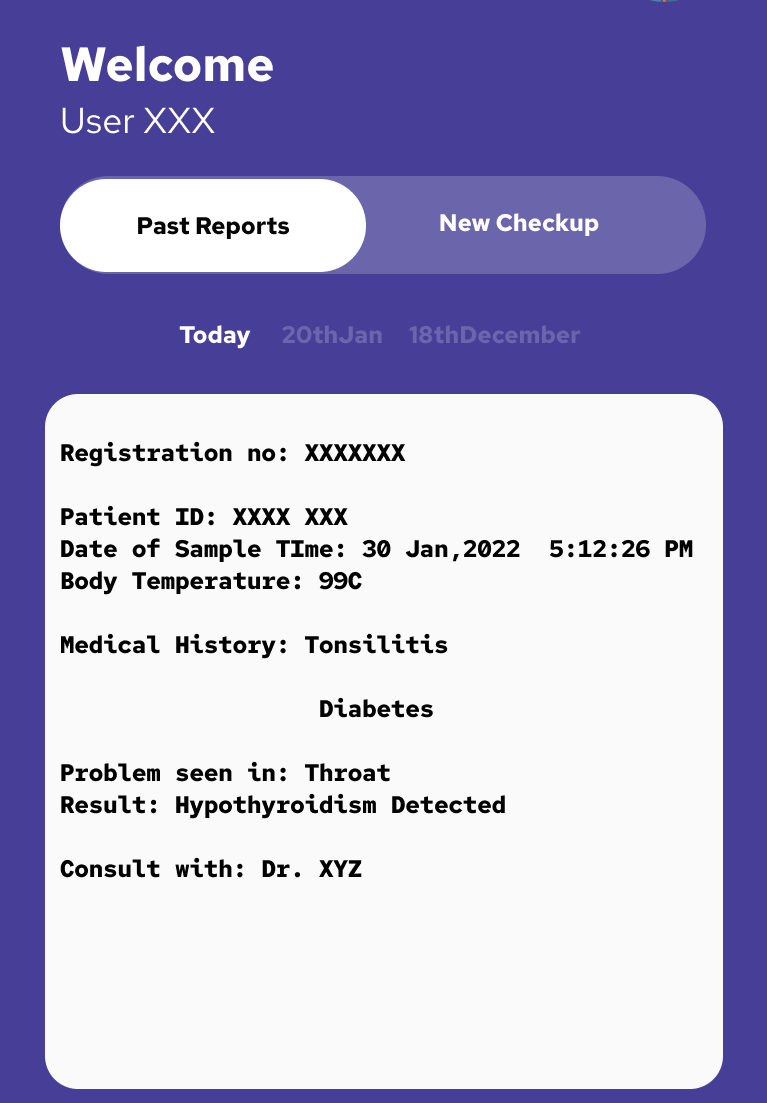 Welcome
User XXX
Past Reports
New Checkup
Today 20thJan 18thDecember
Registration no: XXXXXXX
Patient ID: XXXX XXX
Date of Sample TIme: 30 Jan,2022  5:12:26 PM
Body Temperature: 99C
Medical History: Tonsilitis
Diabetes
Problem seen in: Throat
Result: Hypothyroidism Detected
Consult with: Dr. XYZ